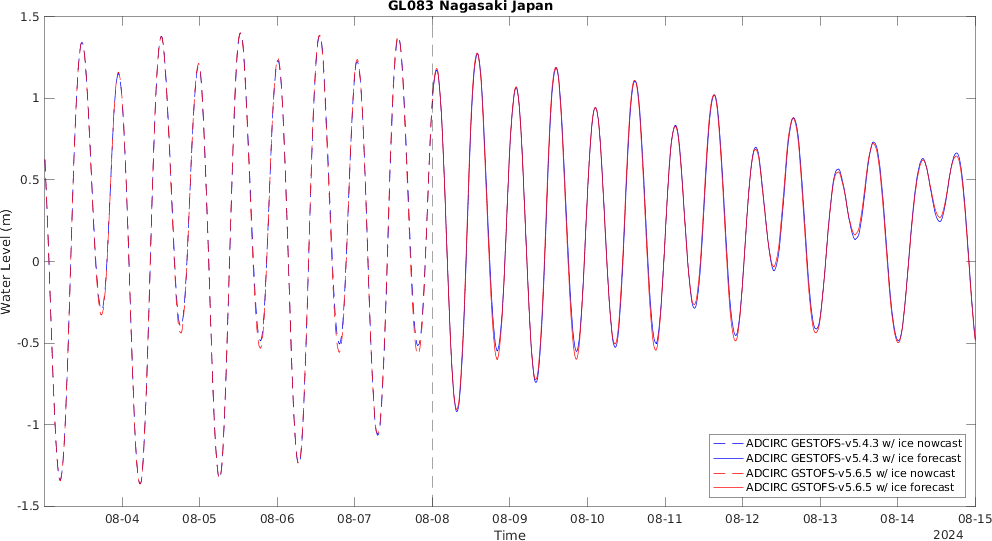 GL083 Nagasaki Japan
Water Level (m)
1.5
1
0.5
0
-0.5
-1
-1.5
ADCIRC GESTOFS-v5.4.3 w/ ice nowcast
ADCIRC GESTOFS-v5.4.3 w/ ice forecast
ADCIRC GSTOFS-v5.6.5 w/ ice nowcast
ADCIRC GSTOFS-v5.6.5 w/ ice forecast
08-04 08-05 08-06 08-07 08-08 08-09 08-10 08-11 08-12 08-13 08-14 08-15
Time
2024